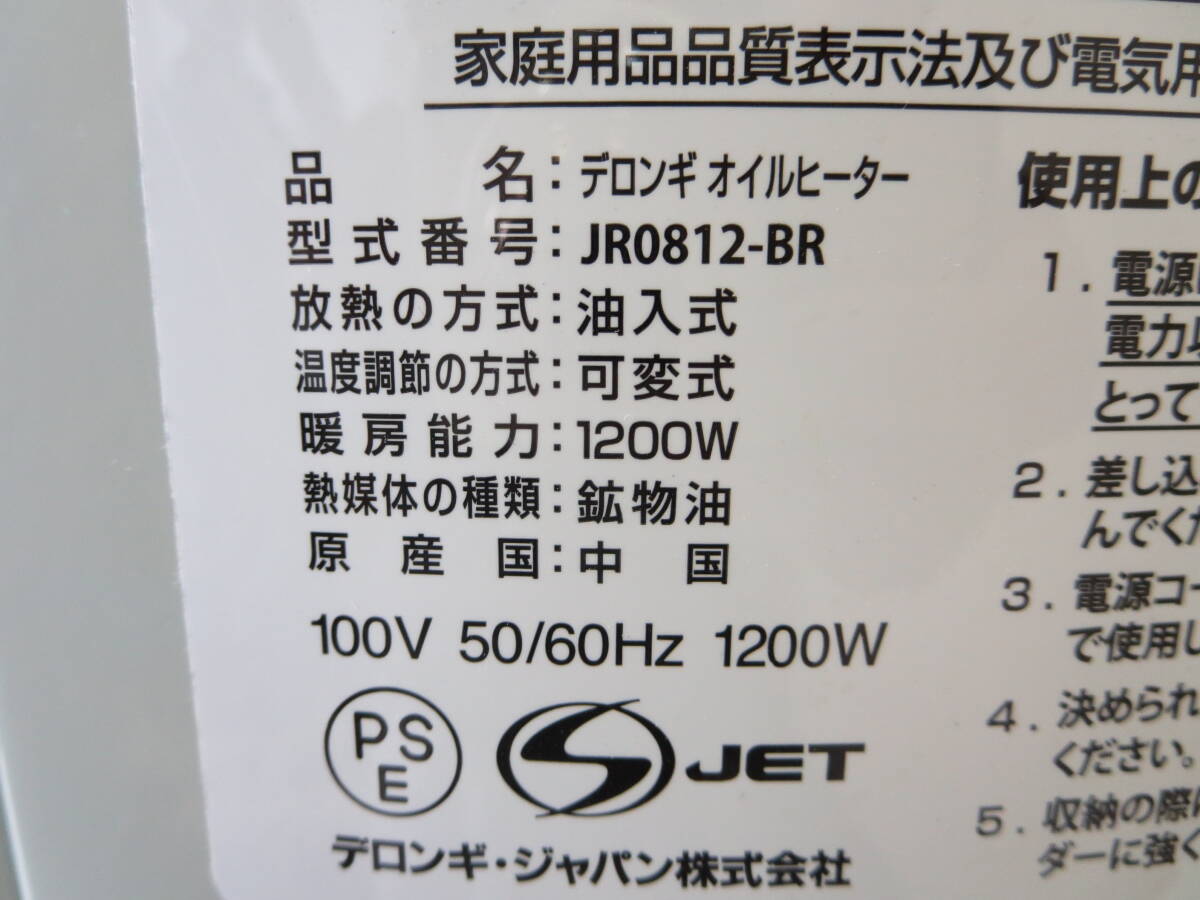 家庭用品品質表示法及び電気用
品名：デロンギ オイルヒーター
型式番号：JR0812-BR
放熱の方式：油入式
温度調節の方式：可変式
暖房能力：1200W
熱媒体の種類：鉱物油
原産国：中国
100V 50/60Hz 1200W
PSE
S JET
デロンギ・ジャパン株式会社
使用上の
1．電源
電力
とって
2．差し込
んでくだ
3．電源コー
で使用し
4．決められ
ください。
5．収納の際
ダーに強く